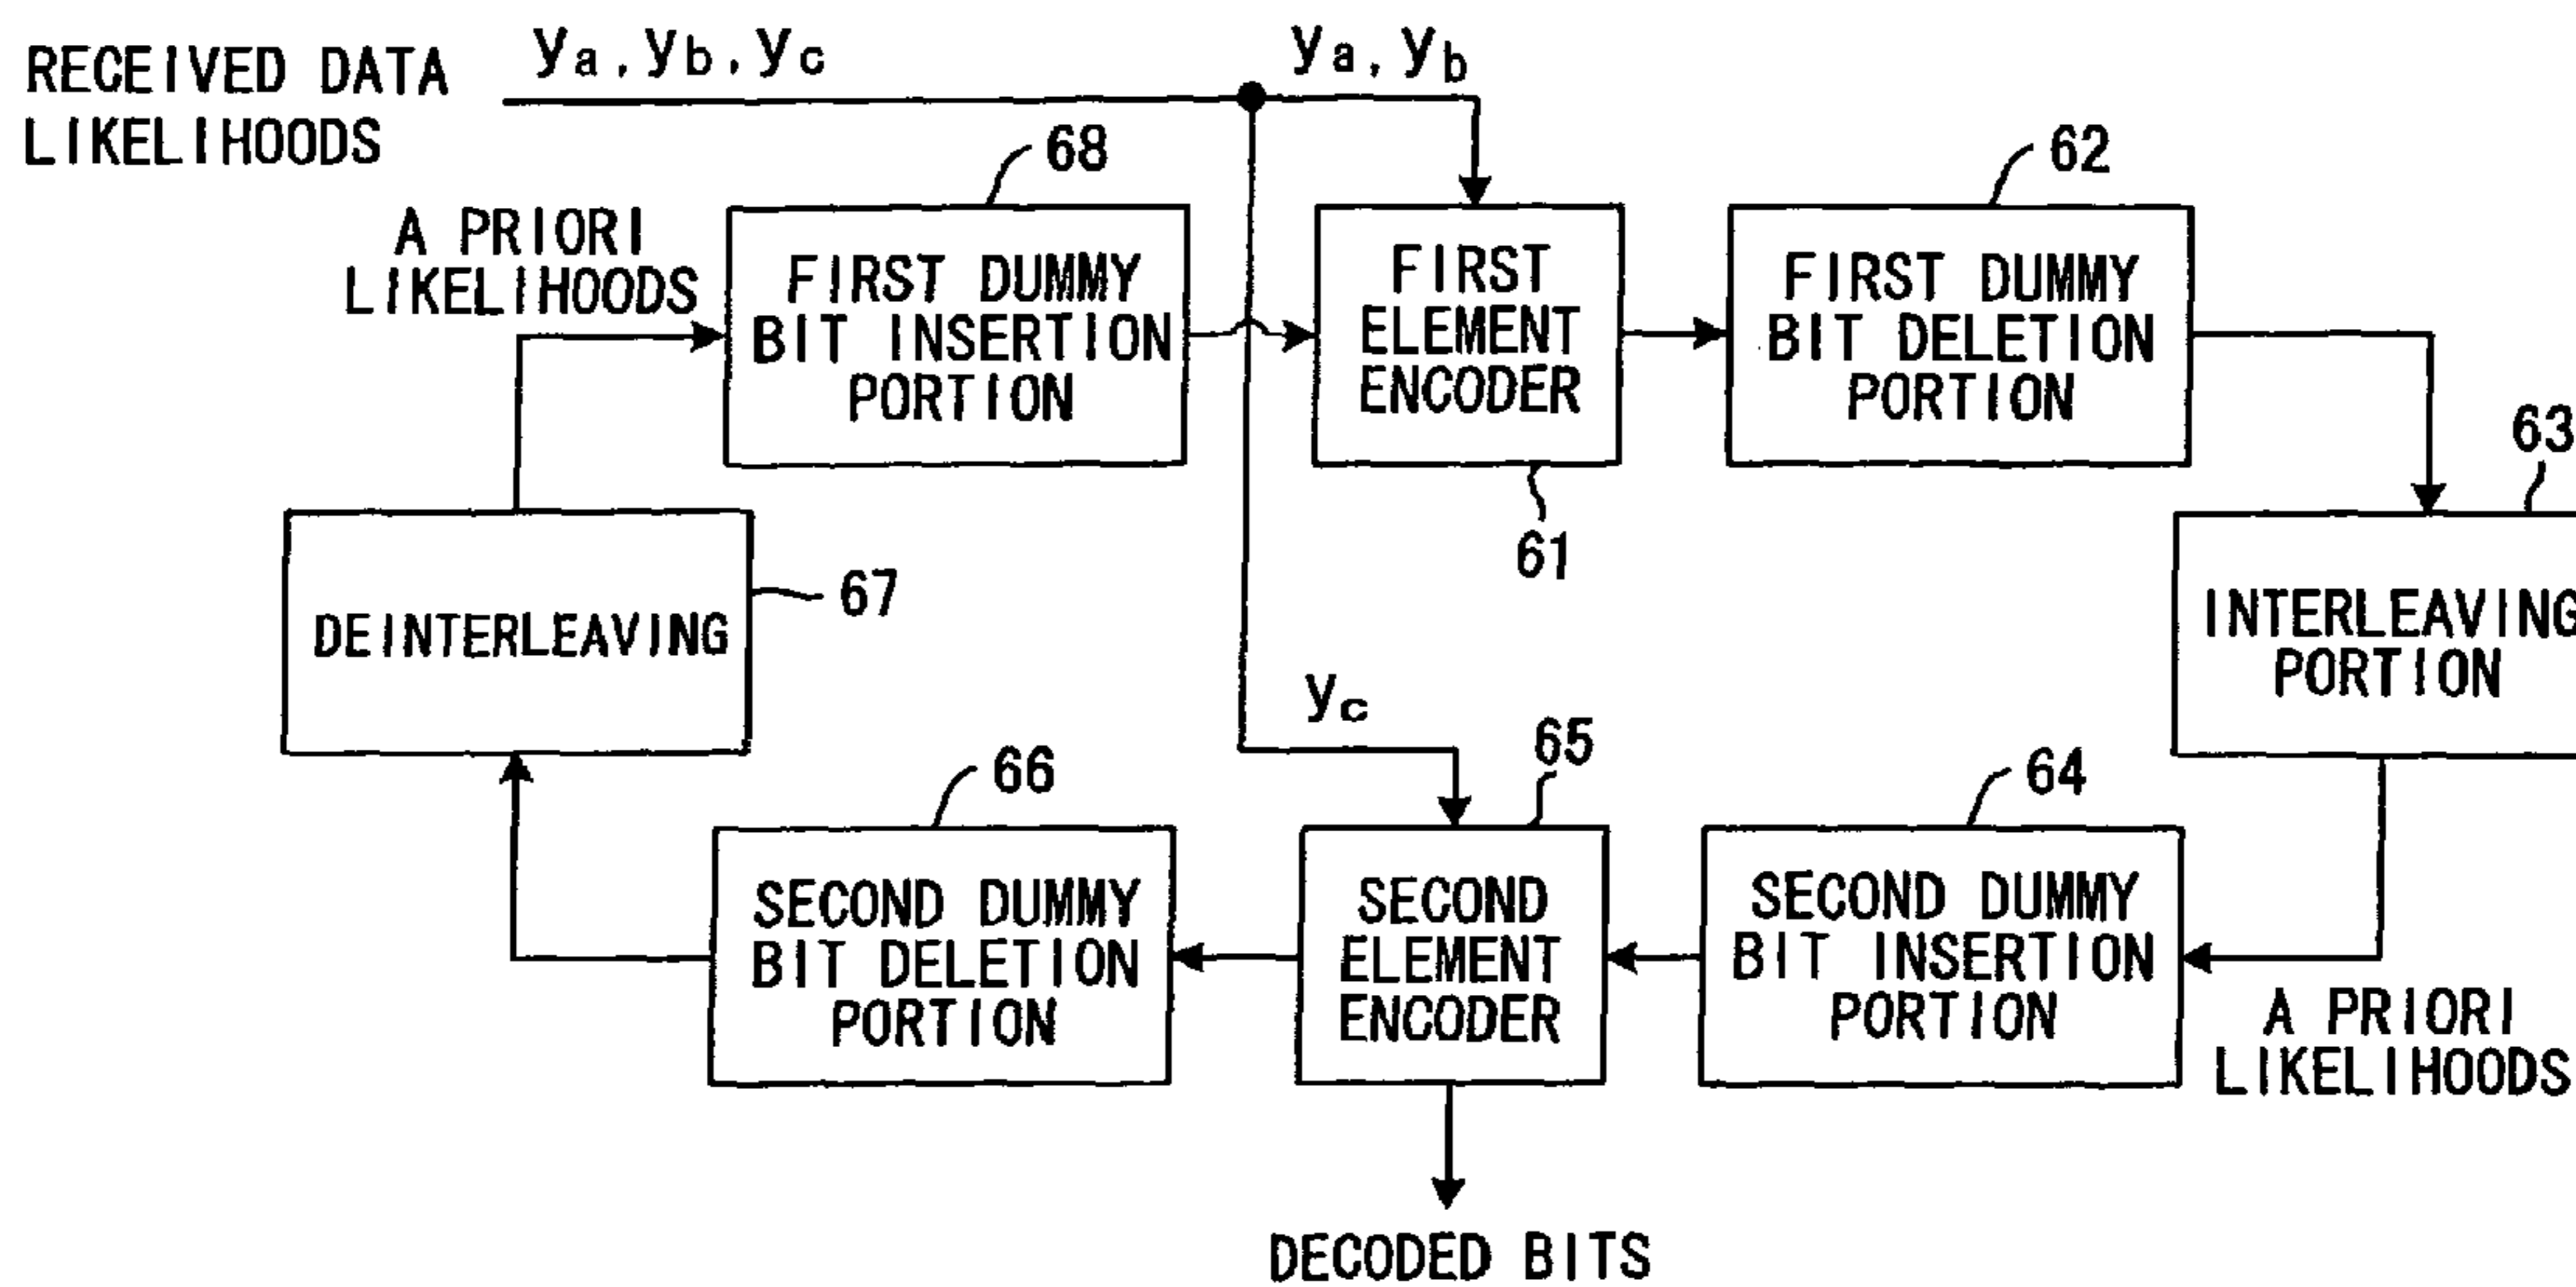 RECEIVED DATA
LIKELIHOODS
ya, yb, yc
ya, yb
68
62
A PRIORI
LIKELIHOODS
FIRST DUMMY
BIT INSERTION
PORTION
FIRST
ELEMENT
ENCODER
FIRST DUMMY
BIT DELETION
PORTION
63
61
67
DEINTERLEAVING
INTERLEAVING
PORTION
yc
66
65
64
SECOND DUMMY
BIT DELETION
PORTION
SECOND
ELEMENT
ENCODER
SECOND DUMMY
BIT INSERTION
PORTION
A PRIORI
LIKELIHOODS
DECODED BITS